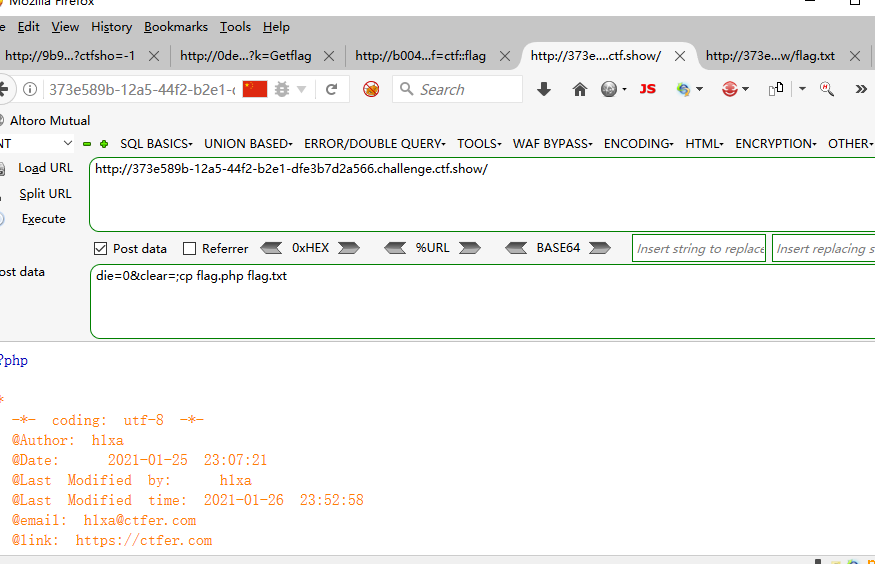 Mozilla Firefox
e Edit View History Bookmarks Tools Help
http://9b9...?ctfsho=-1 http://0de...?k=Getflag http://b004...f=ctf::flag http://373e....ctf.show/ http://373e...w/flag.txt
373e589b-12a5-44f2-b2e1-d Search JS
Altoro Mutual
NT SQL BASICS UNION BASED ERROR/DOUBLE QUERY TOOLS WAF BYPASS ENCODING HTML ENCRYPTION OTHER
Load URL http://373e589b-12a5-44f2-b2e1-dfe3b7d2a566.challenge.ctf.show/
Split URL
Execute
Post data Referrer 0xHEX %URL BASE64 Insert string to replace Insert replacing s
ost data die=0&clear=;cp flag.php flag.txt
?php
*
-*- coding: utf-8 -*-
@Author: hlxa
@Date: 2021-01-25 23:07:21
@Last Modified by: hlxa
@Last Modified time: 2021-01-26 23:52:58
@email: hlxa@ctfer.com
@link: https://ctfer.com